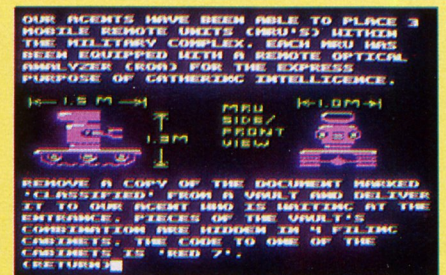 OUR AGENTS HAVE BEEN ABLE TO PLACE 3
MOBILE REMOTE UNITS (MRU'S) WITHIN
THE MILITARY COMPLEX. EACH MRU HAS
BEEN EQUIPPED WITH A REMOTE OPTICAL
ANALYZER (ROA) FOR THE EXPRESS
PURPOSE OF GATHERING INTELLIGENCE.
1.5 M
1.0M
MRU
SIDE/
FRONT
VIEW
1.3M
REMOVE A COPY OF THE DOCUMENT MARKED
'CLASSIFIED' FROM A VAULT AND DELIVER
IT TO OUR AGENT WHO IS WAITING AT THE
ENTRANCE. PIECES OF THE VAULT'S
COMBINATION ARE HIDDEN IN 4 FILING
CABINETS. THE CODE TO ONE OF THE
CABINETS IS 'RED 7'.
(RETURN)